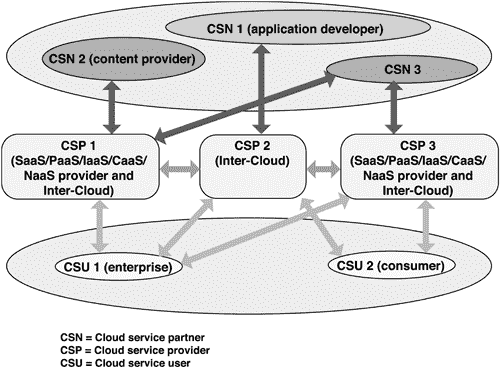 CSN 1 (application developer)
CSN 2 (content provider)
CSN 3
CSP 1
(SaaS/PaaS/IaaS/CaaS/
NaaS provider and
Inter-Cloud)
CSP 2
(Inter-Cloud)
CSP 3
(SaaS/PaaS/IaaS/CaaS/
NaaS provider and
Inter-Cloud)
CSU 1 (enterprise)
CSU 2 (consumer)
CSN = Cloud service partner
CSP = Cloud service provider
CSU = Cloud service user